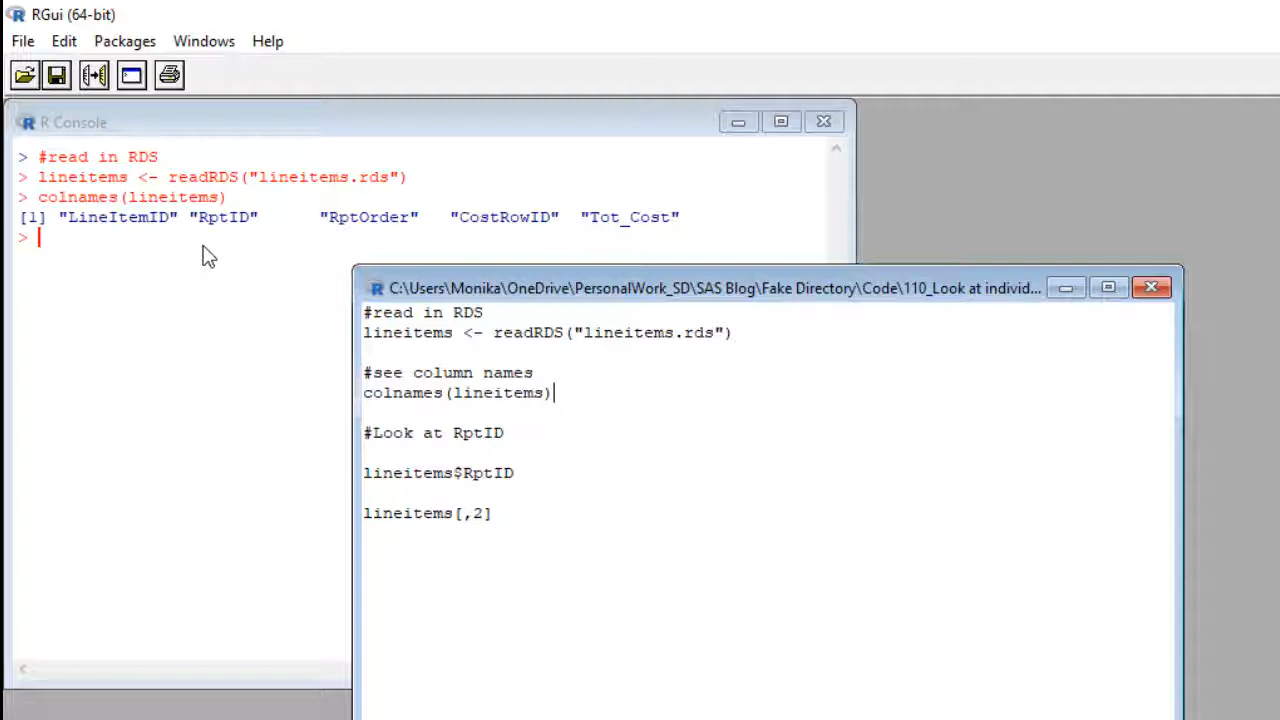 RGui (64-bit)
File Edit Packages Windows Help
R Console
> #read in RDS
> lineitems <- readRDS("lineitems.rds")
> colnames(lineitems)
[1] "LineItemID" "RptID"      "RptOrder"   "CostRowID"  "Tot_Cost"
>
C:\Users\Monika\OneDrive\PersonalWork_SD\SAS Blog\Fake Directory\Code\110_Look at individ...
#read in RDS
lineitems <- readRDS("lineitems.rds")
#see column names
colnames(lineitems)
#Look at RptID
lineitems$RptID
lineitems[,2]